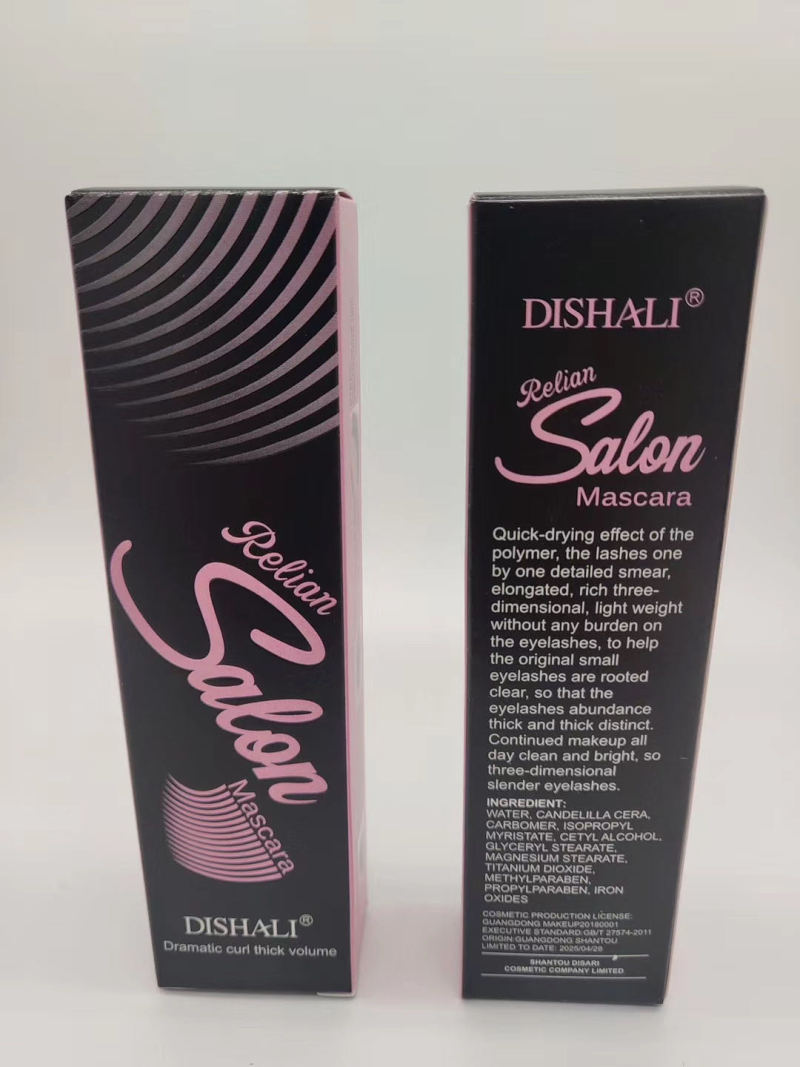 Relian
Salon
Mascara
DISHALI®
Dramatic curl thick volume
DISHALI®
Relian
Salon
Mascara
Quick-drying effect of the
polymer, the lashes one
by one detailed smear,
elongated, rich three-
dimensional, light weight
without any burden on
the eyelashes, to help
the original small
eyelashes are rooted
clear, so that the
eyelashes abundance
thick and thick distinct.
Continued makeup all
day clean and bright, so
three-dimensional
slender eyelashes.
INGREDIENT:
WATER, CANDELILLA CERA,
CARBOMER, ISOPROPYL
MYRISTATE, CETYL ALCOHOL,
GLYCERYL STEARATE,
MAGNESIUM STEARATE,
TITANIUM DIOXIDE,
METHYLPARABEN,
PROPYLPARABEN, IRON
OXIDES
COSMETIC PRODUCTION LICENSE:
GUANGDONG MAKEUP20180001
EXECUTIVE STANDARD:GB/T 27574-2011
ORIGIN:GUANGDONG SHANTOU
LIMITED TO DATE: 2025/04/28
SHANTOU DISARI
COSMETIC COMPANY LIMITED